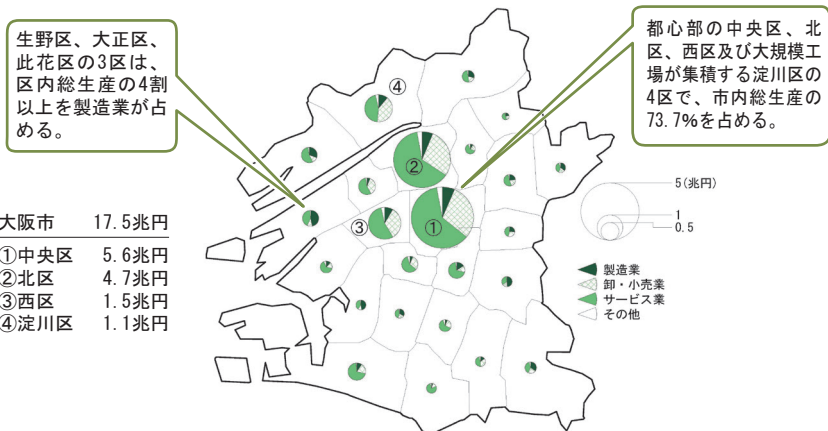 生野区、大正区、
此花区の3区は、
区内総生産の4割
以上を製造業が占
める。
都心部の中央区、北
区、西区及び大規模工
場が集積する淀川区の
4区で、市内総生産の
73.7%を占める。
④
②
③
①
5(兆円)
1
0.5
大阪市 17.5兆円
①中央区 5.6兆円
②北区 4.7兆円
③西区 1.5兆円
④淀川区 1.1兆円
製造業
卸・小売業
サービス業
その他